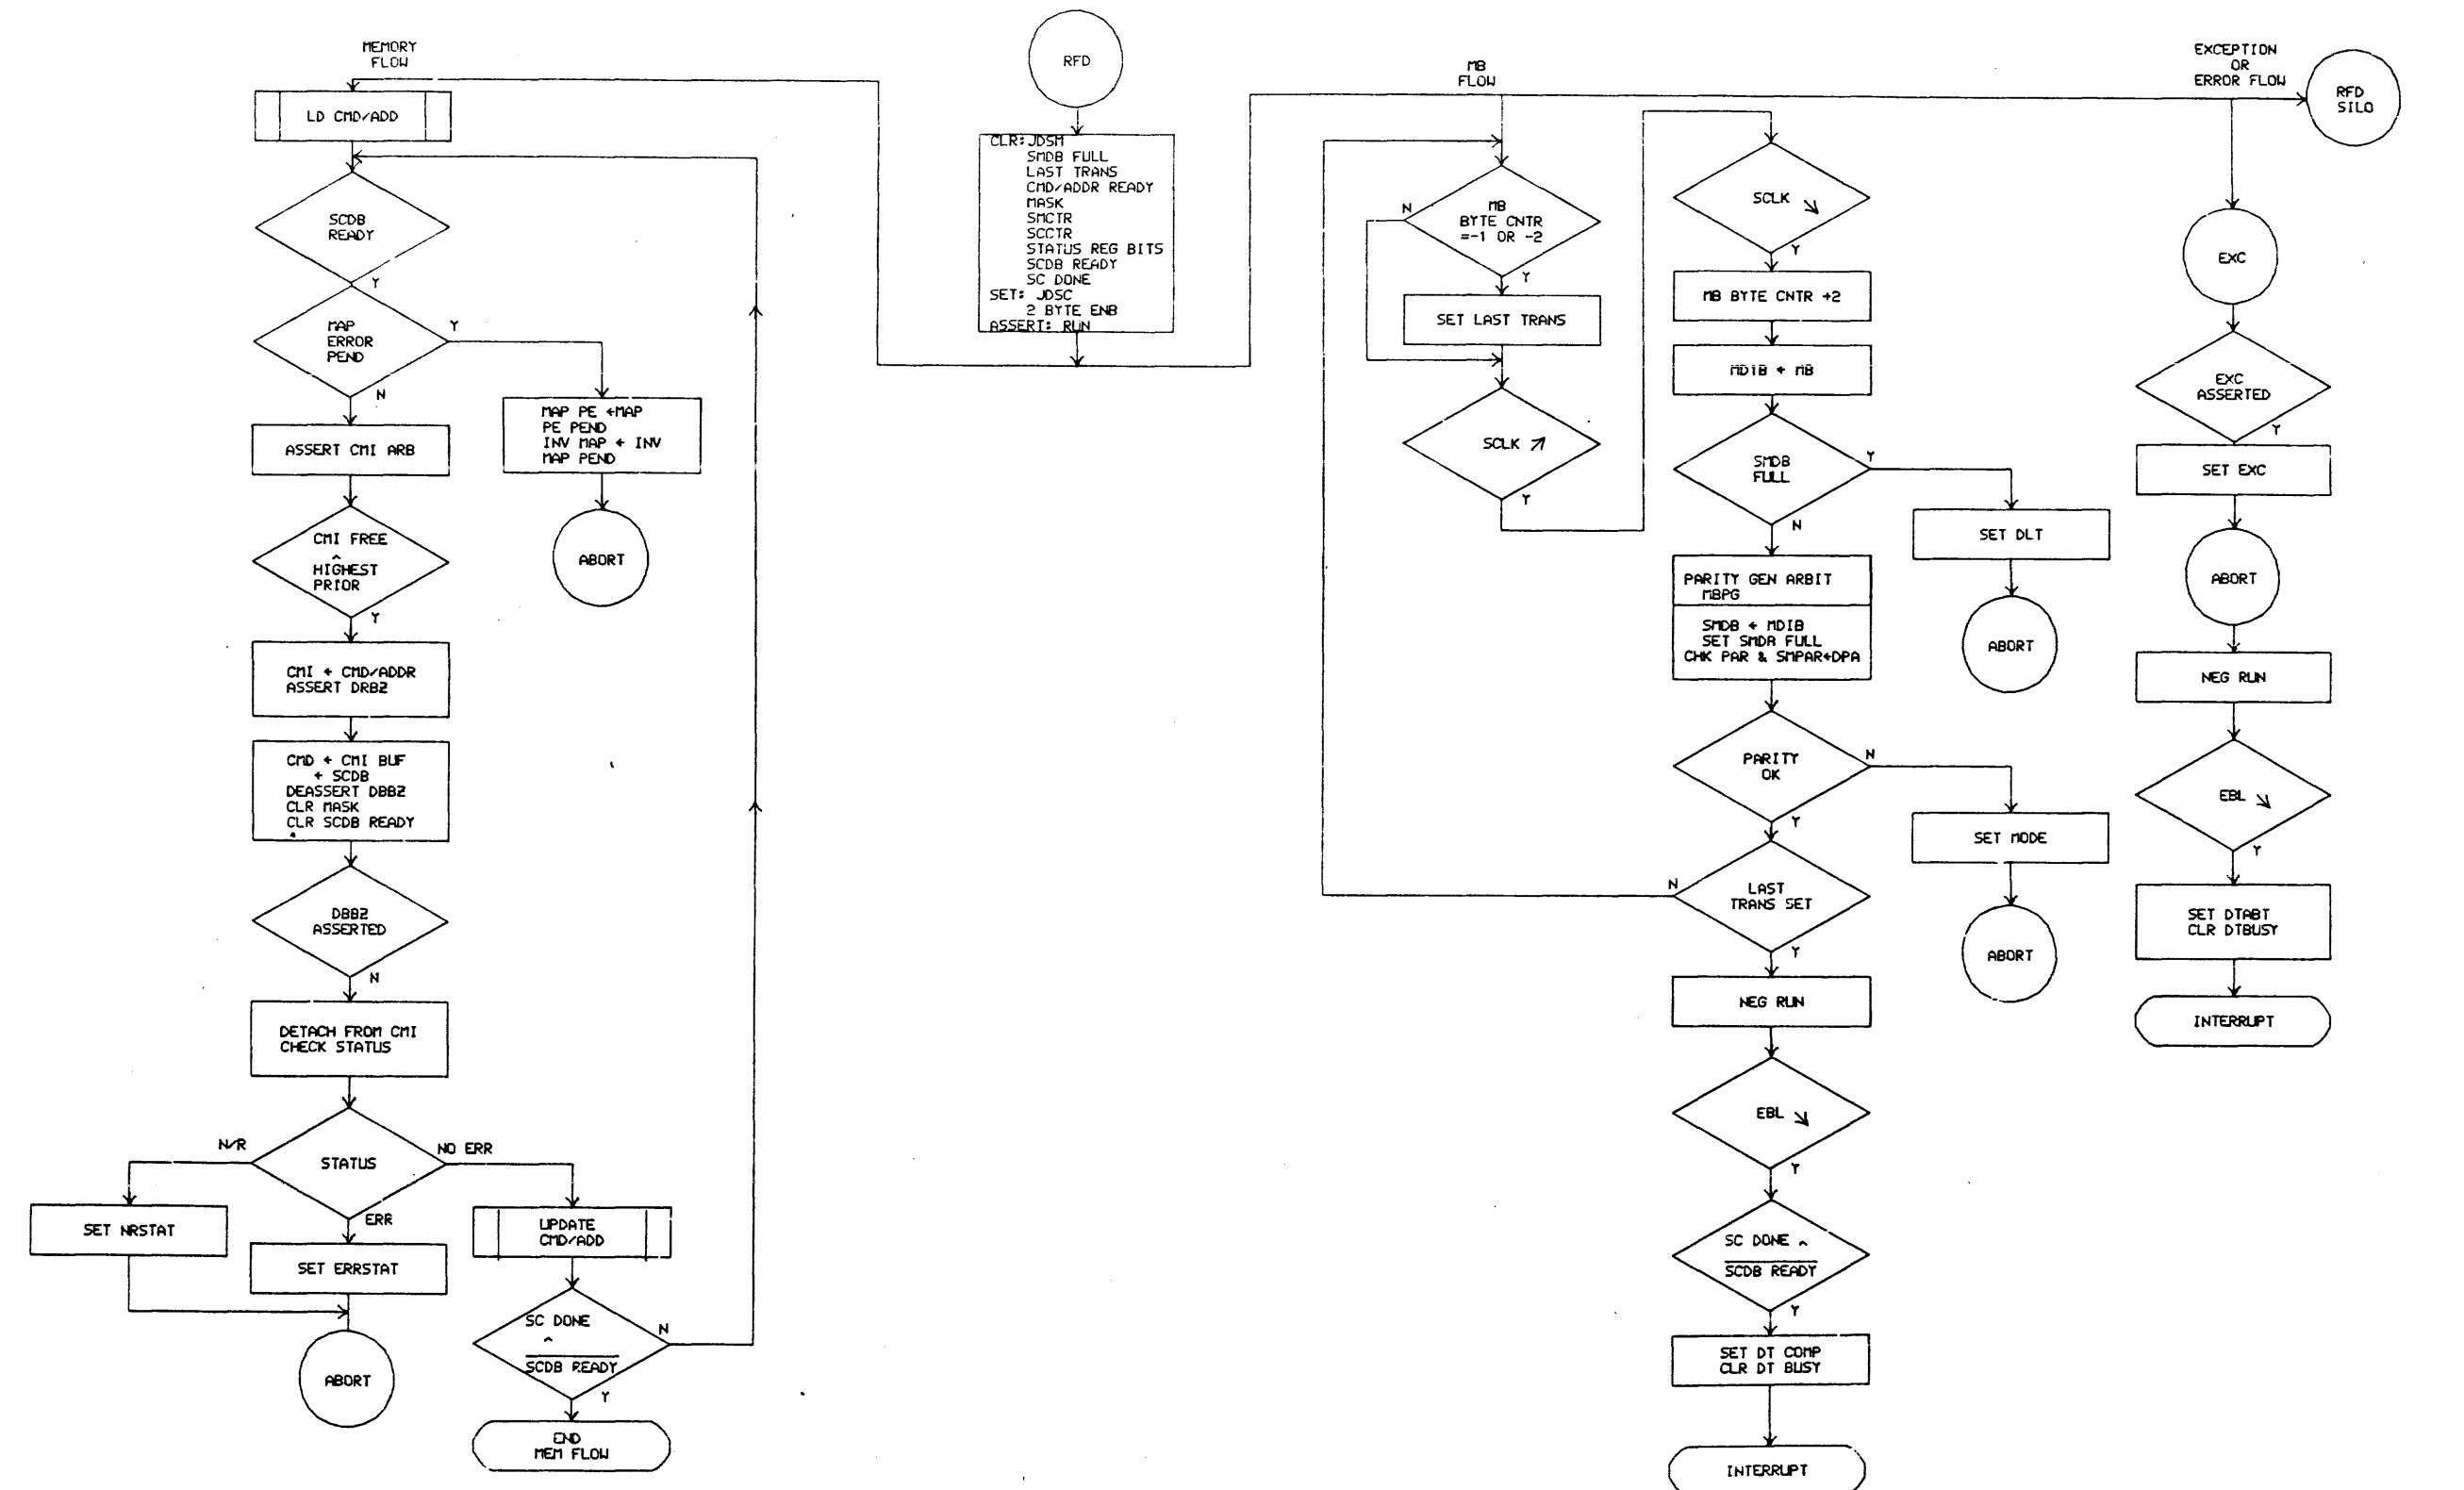 MEMORY
FLOW
LD CMD/ADD
SCDB
READY
Y
MAP
ERROR
PEND
Y
N
MAP PE ←MAP
PE PEND
INV MAP ← INV
MAP PEND
ABORT
ASSERT CMI ARB
CMI FREE
^
HIGHEST
PRIOR
Y
CMI ← CMD/ADDR
ASSERT DRB2
CMD ← CMI BUF
← SCDB
DEASSERT DBB2
CLR MASK
CLR SCDB READY
DBB2
ASSERTED
N
DETACH FROM CMI
CHECK STATUS
N/R
STATUS
NO ERR
ERR
SET NRSTAT
SET ERRSTAT
ABORT
UPDATE
CMD/ADD
SC DONE
^
SCDB READY
N
Y
END
MEM FLOW
RFD
CLR: JDSM
SMDB FULL
LAST TRANS
CMD/ADDR READY
MASK
SMCTR
SCCTR
STATUS REG BITS
SCDB READY
SC DONE
SET: JDSC
2 BYTE ENB
ASSERT: RUN
MB
FLOW
N
MB
BYTE CNTR
=-1 OR -2
Y
SET LAST TRANS
SCLK ↗
Y
SCLK ↘
Y
MB BYTE CNTR +2
MDIB ← MB
SMDB
FULL
Y
N
SET DLT
ABORT
PARITY GEN ARBIT
MBPG
SMDB ← MDIB
SET SMDB FULL
CHK PAR & SMPAR←DPA
PARITY
OK
N
Y
SET MODE
ABORT
N
LAST
TRANS SET
Y
NEG RUN
EBL ↘
Y
SC DONE ^
SCDB READY
Y
SET DT COMP
CLR DT BUSY
INTERRUPT
EXCEPTION
OR
ERROR FLOW
RFD
SILO
EXC
EXC
ASSERTED
Y
SET EXC
ABORT
NEG RUN
EBL ↘
Y
SET DTABT
CLR DTBUSY
INTERRUPT